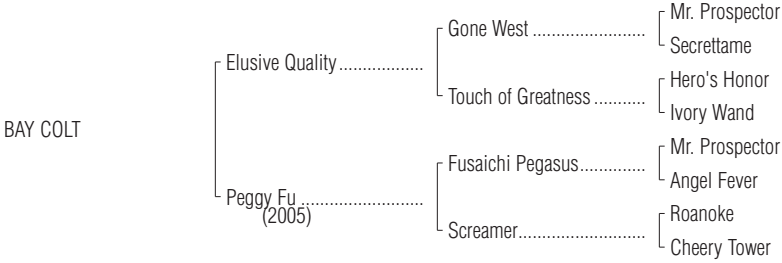 Mr. Prospector
Gone West ........................
Secrettame
Elusive Quality..................
Hero's Honor
Touch of Greatness ...........
Ivory Wand
BAY COLT
Mr. Prospector
Fusaichi Pegasus..............
Angel Fever
Peggy Fu ..........................
(2005)
Roanoke
Screamer...........................
Cheery Tower